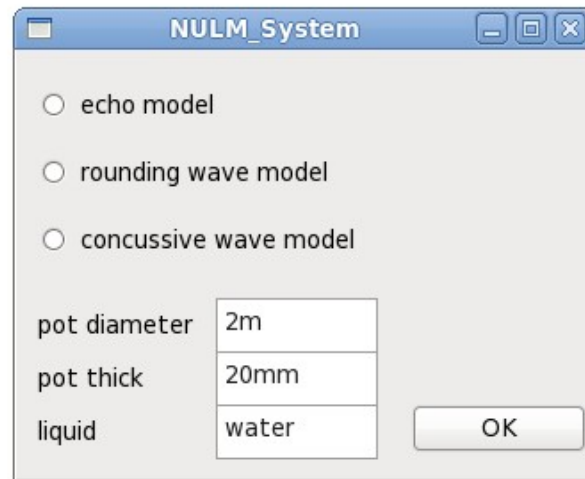 NULM_System
echo model
rounding wave model
concussive wave model
pot diameter 2m
pot thick 20mm
liquid water OK